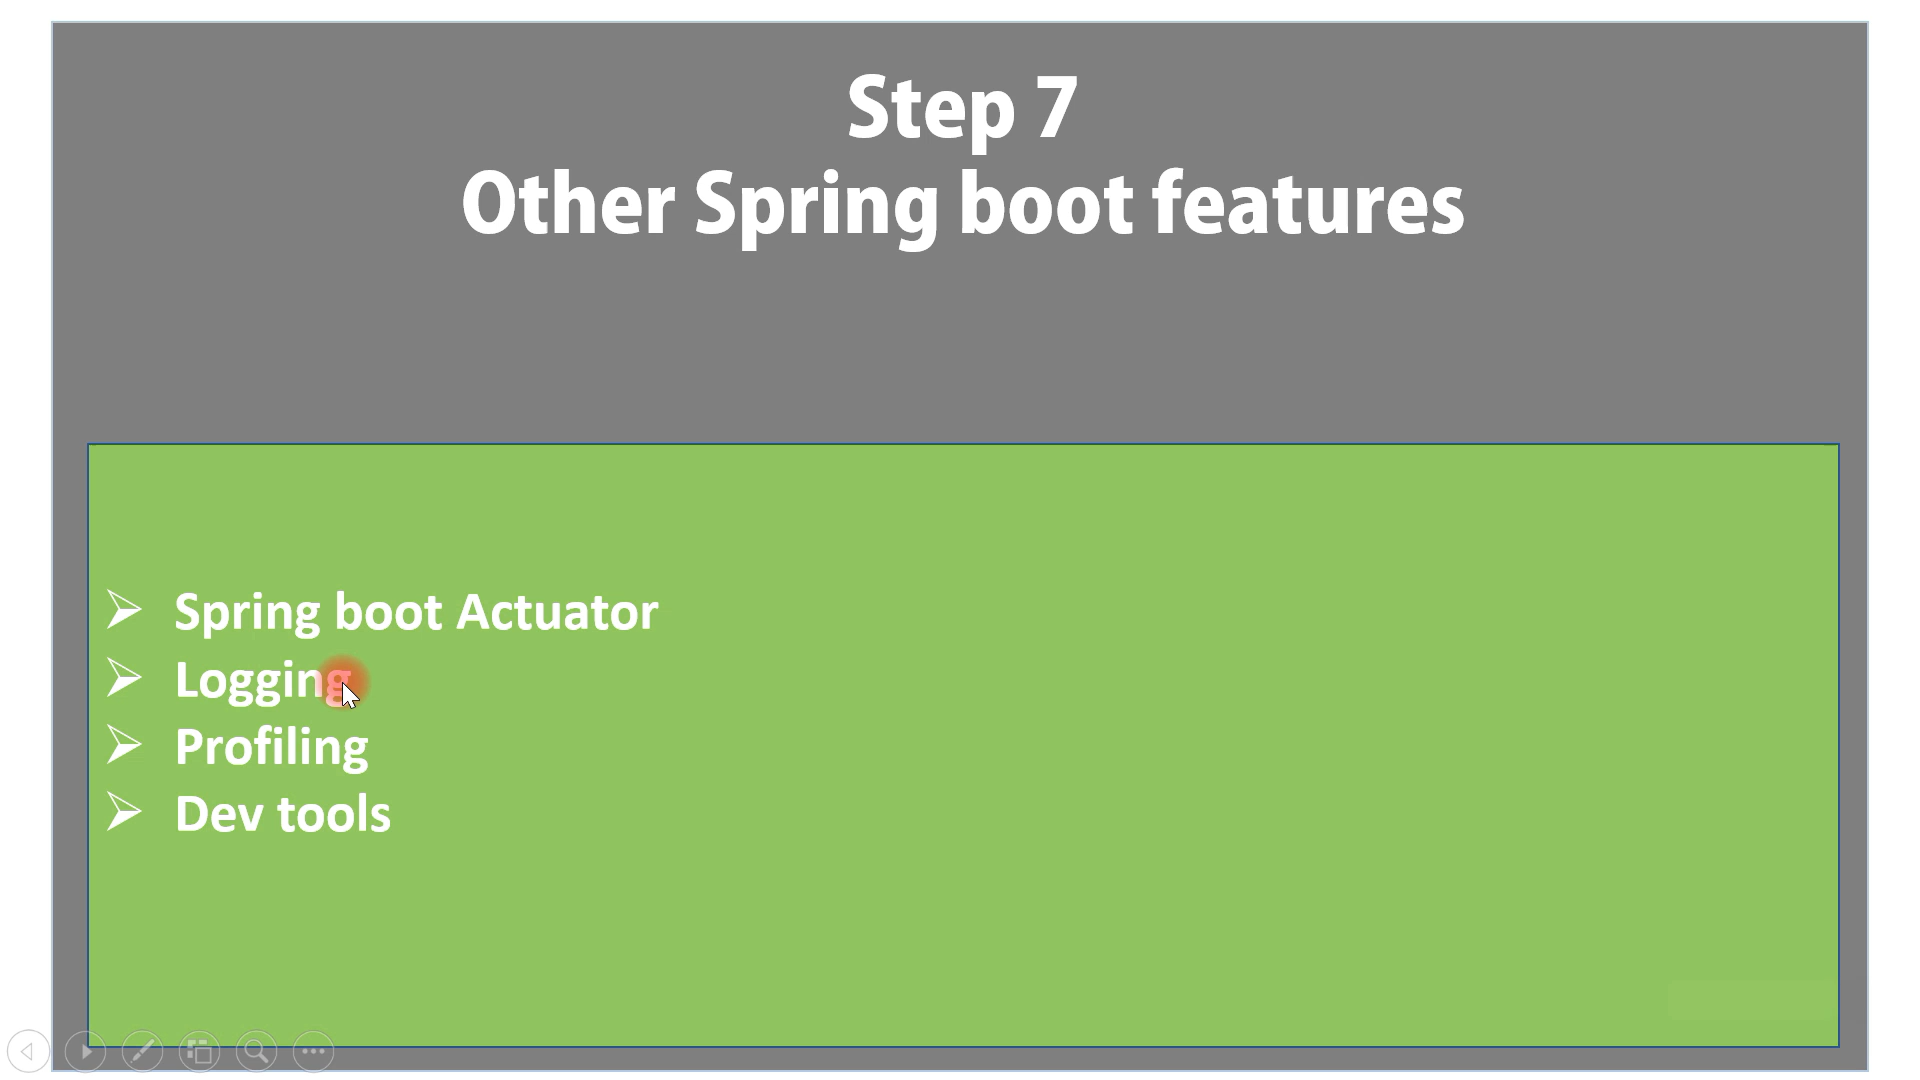 Step 7
Other Spring boot features
Spring boot Actuator
Logging
Profiling
Dev tools